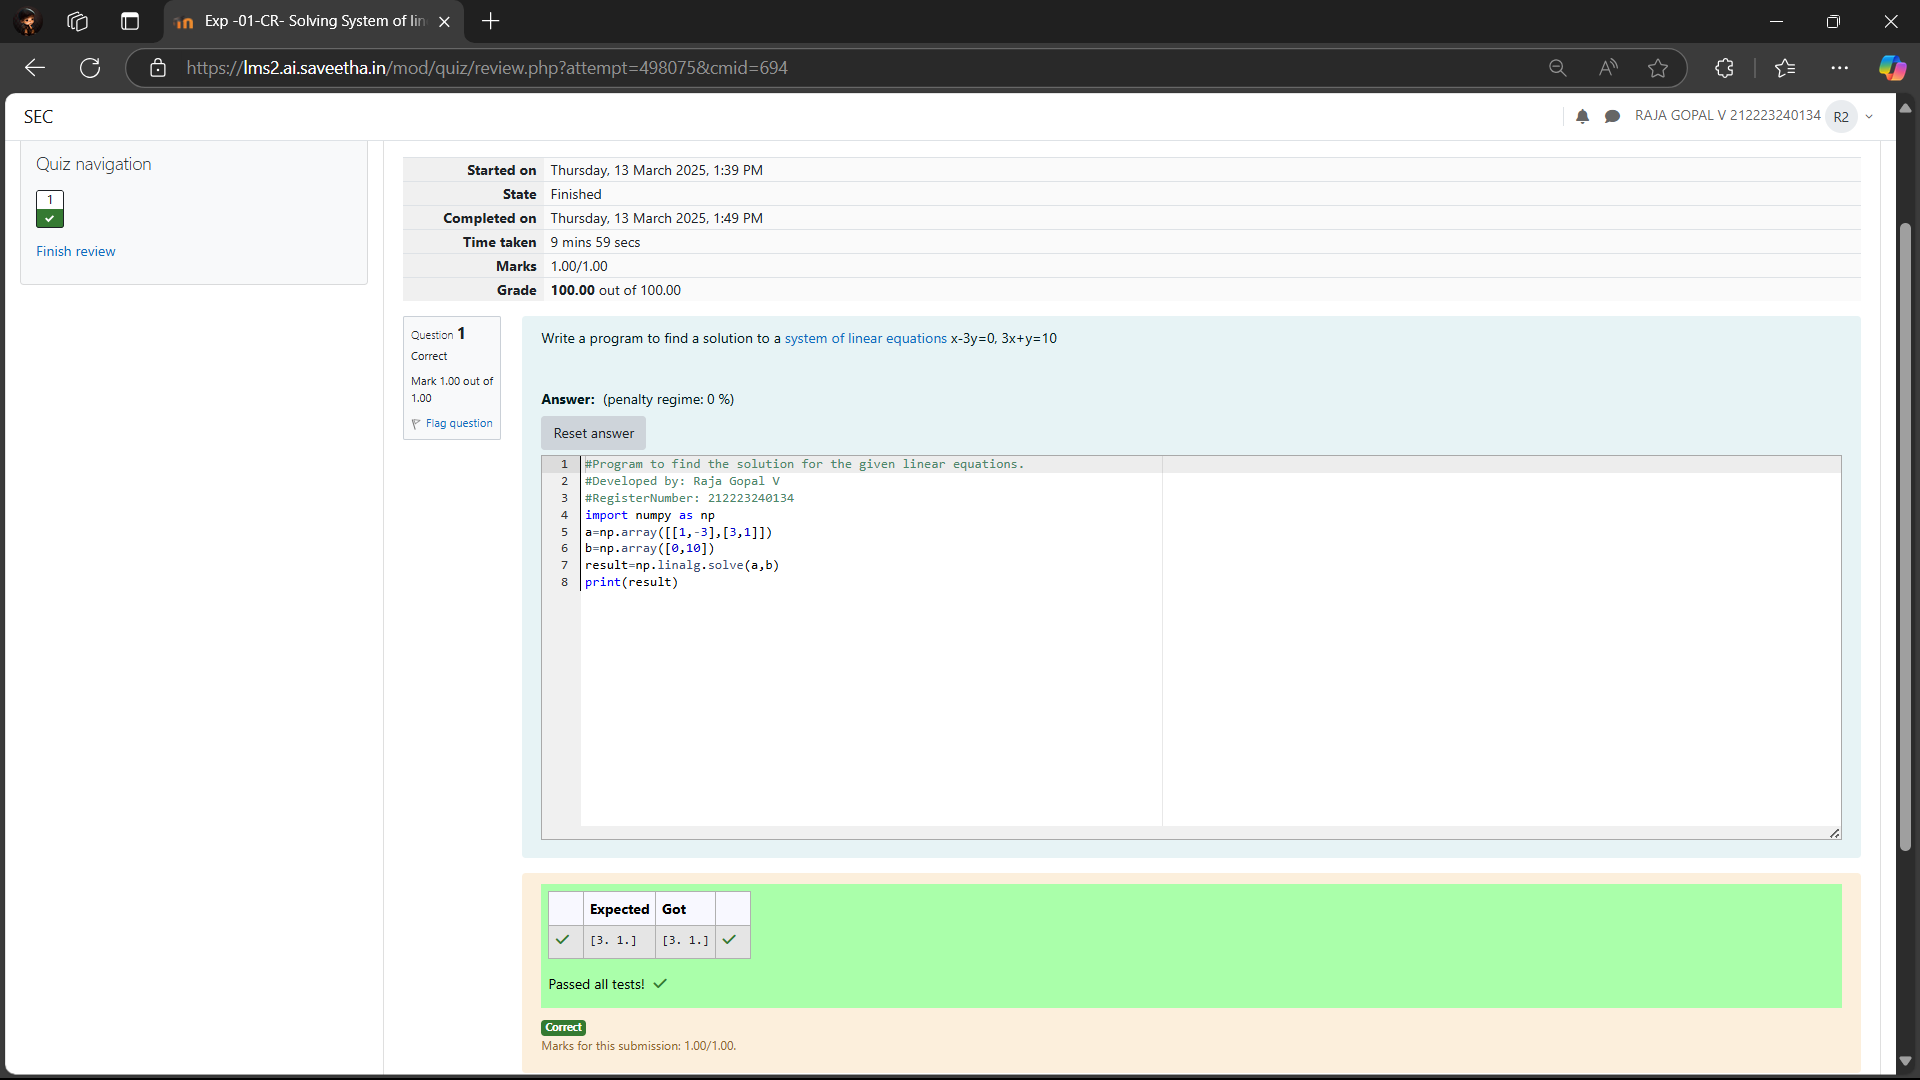 Exp -01-CR- Solving System of lin
https://lms2.ai.saveetha.in/mod/quiz/review.php?attempt=498075&cmid=694
SEC
RAJA GOPAL V 212223240134
R2
Quiz navigation
1
Finish review
Started on Thursday, 13 March 2025, 1:39 PM
State Finished
Completed on Thursday, 13 March 2025, 1:49 PM
Time taken 9 mins 59 secs
Marks 1.00/1.00
Grade 100.00 out of 100.00
Question 1
Correct
Mark 1.00 out of
1.00
Flag question
Write a program to find a solution to a system of linear equations x-3y=0, 3x+y=10
Answer: (penalty regime: 0 %)
Reset answer
1 #Program to find the solution for the given linear equations.
2 #Developed by: Raja Gopal V
3 #RegisterNumber: 212223240134
4 import numpy as np
5 a=np.array([[1,-3],[3,1]])
6 b=np.array([0,10])
7 result=np.linalg.solve(a,b)
8 print(result)
Expected Got
[3. 1.] [3. 1.]
Passed all tests!
Correct
Marks for this submission: 1.00/1.00.